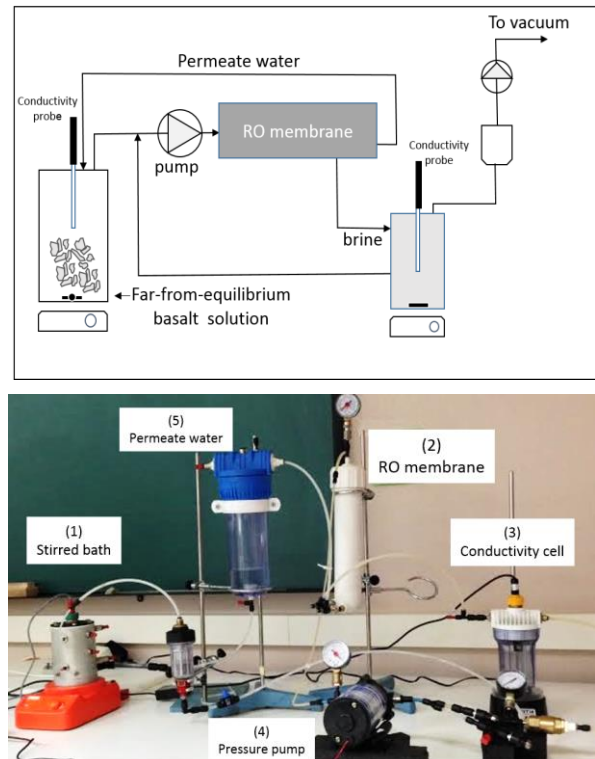 To vacuum
Permeate water
Conductivity
probe
RO membrane
Conductivity
probe
pump
brine
Far-from-equilibrium
basalt solution
(5)
Permeate water
(2)
RO membrane
(1)
Stirred bath
(3)
Conductivity cell
(4)
Pressure pump